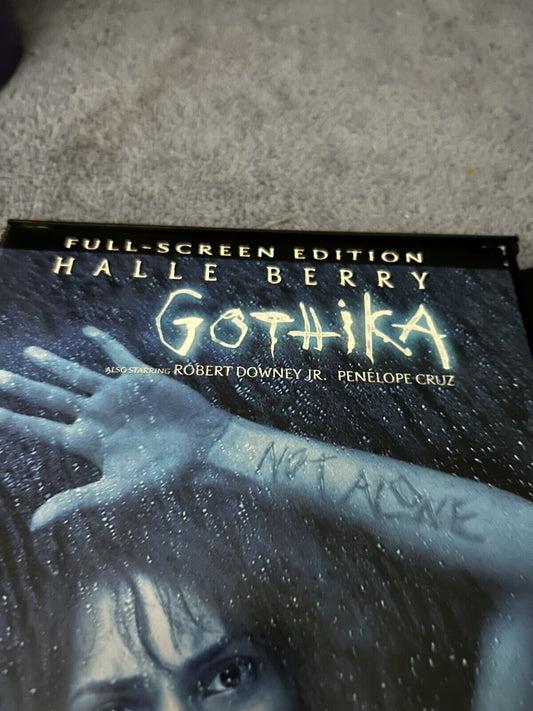 FULL-SCREEN EDITION
HALLE BERRY
GOTHIKA
ALSO STARRING ROBERT DOWNEY JR. PENÉLOPE CRUZ
NOT ALONE